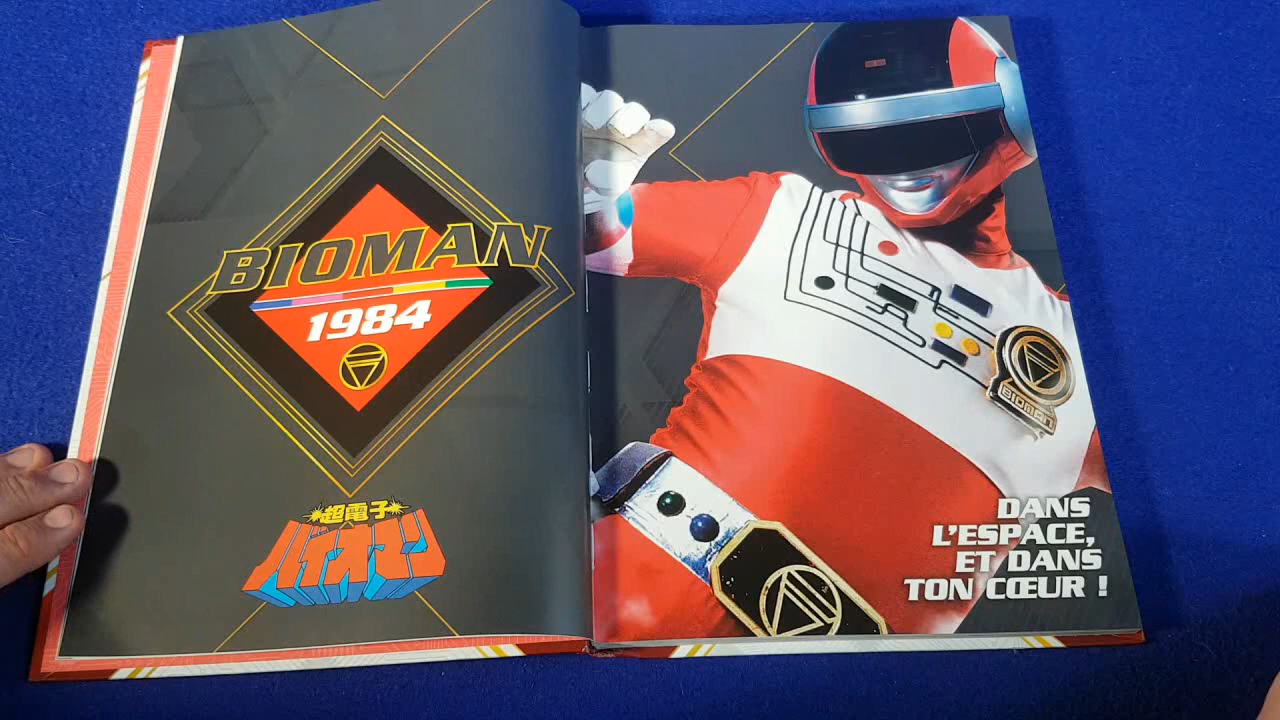 BIOMAN
1984
超電子
バイオマン
BIOMAN
DANS
L'ESPACE,
ET DANS
TON CŒUR !